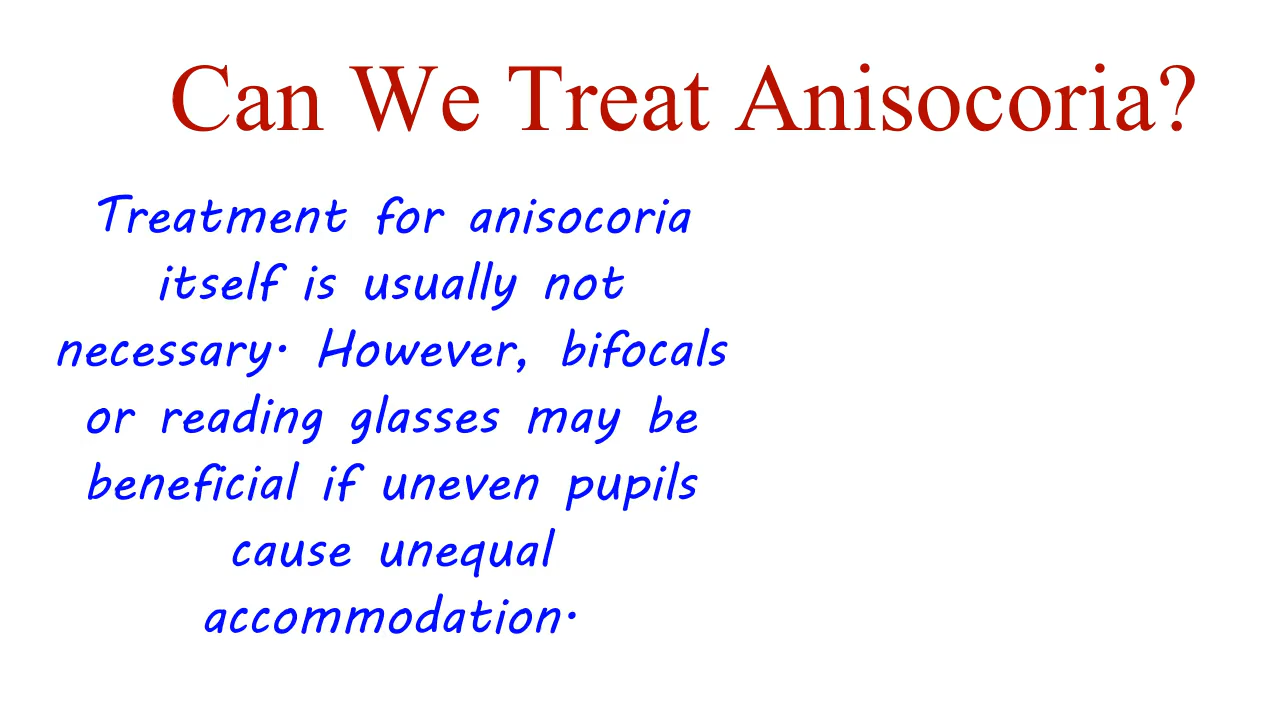 Can We Treat Anisocoria?
Treatment for anisocoria
itself is usually not
necessary. However, bifocals
or reading glasses may be
beneficial if uneven pupils
cause unequal
accommodation.